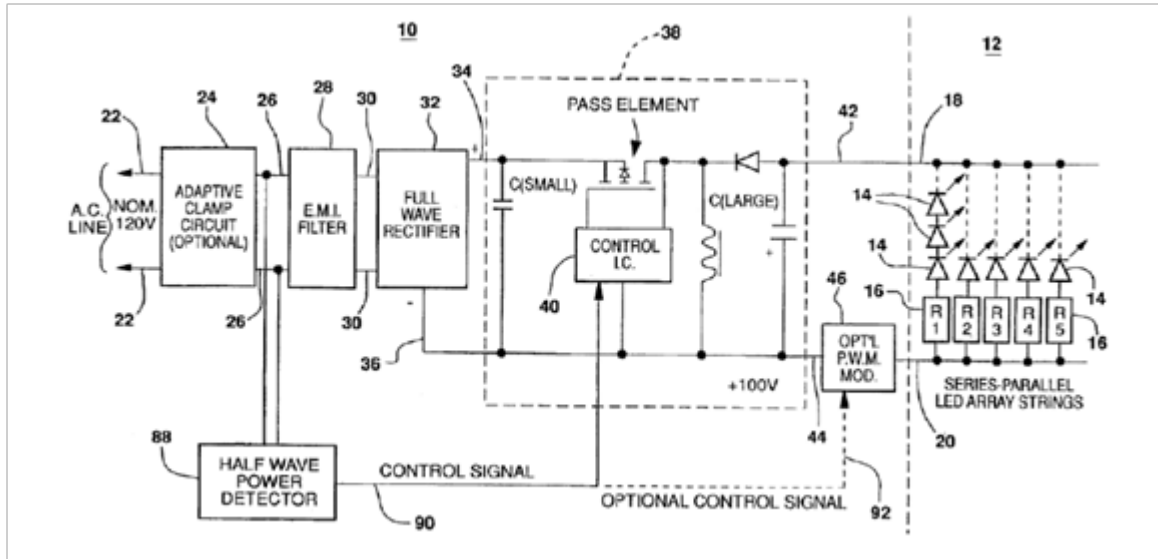 10
38
12
24
26
28
30
32
34
PASS ELEMENT
42
18
22
A.C. LINE
NOM. 120V
ADAPTIVE
CLAMP
CIRCUIT
(OPTIONAL)
E.M.I.
FILTER
FULL
WAVE
RECTIFIER
+
-
C(SMALL)
CONTROL
I.C.
40
C(LARGE)
+
14
14
14
46
16
R
1
R
2
R
3
R
4
R
5
16
22
26
30
36
OPT'L
P.W.M.
MOD.
+100V
44
20
SERIES-PARALLEL
LED ARRAY STRINGS
88
HALF WAVE
POWER
DETECTOR
CONTROL SIGNAL
90
OPTIONAL CONTROL SIGNAL
92